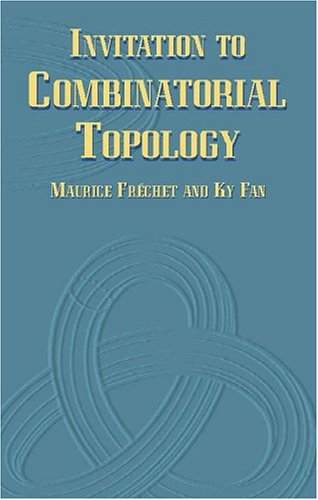 INVITATION TO
COMBINATORIAL
TOPOLOGY
MAURICE FRÉCHET AND KY FAN